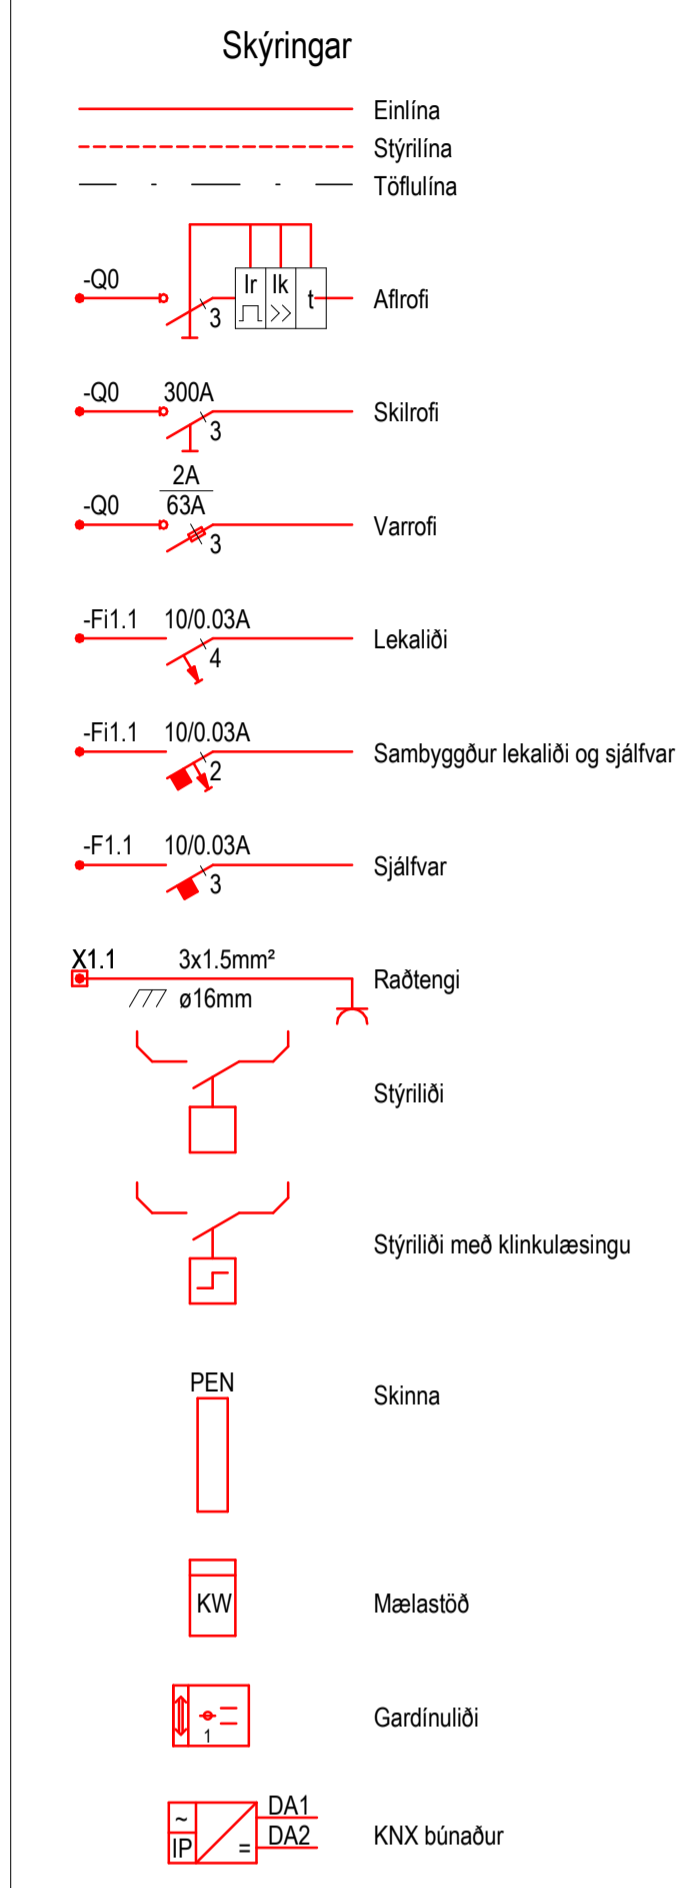 Skýringar
Einlína
Stýrilína
Töflulína
-Q0 3 Ir Ik >> t Aflrofi
-Q0 300A 3 Skilrofi
2A
-Q0 63A 3 Varrofi
-Fi1.1 10/0.03A 4 Lekaliði
-Fi1.1 10/0.03A 2 Sambyggður lekaliði og sjálfvar
-F1.1 10/0.03A 3 Sjálfvar
X1.1 3x1.5mm² Raðtengi
ø16mm
Stýriliði
Stýriliði með klinkulæsingu
PEN Skinna
KW Mælastöð
1 Gardínuliði
~ DA1
IP = DA2 KNX búnaður